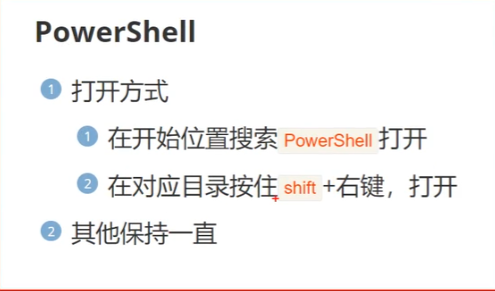 PowerShell
1 打开方式
1 在开始位置搜索 PowerShell 打开
2 在对应目录按住 shift +右键，打开
2 其他保持一直